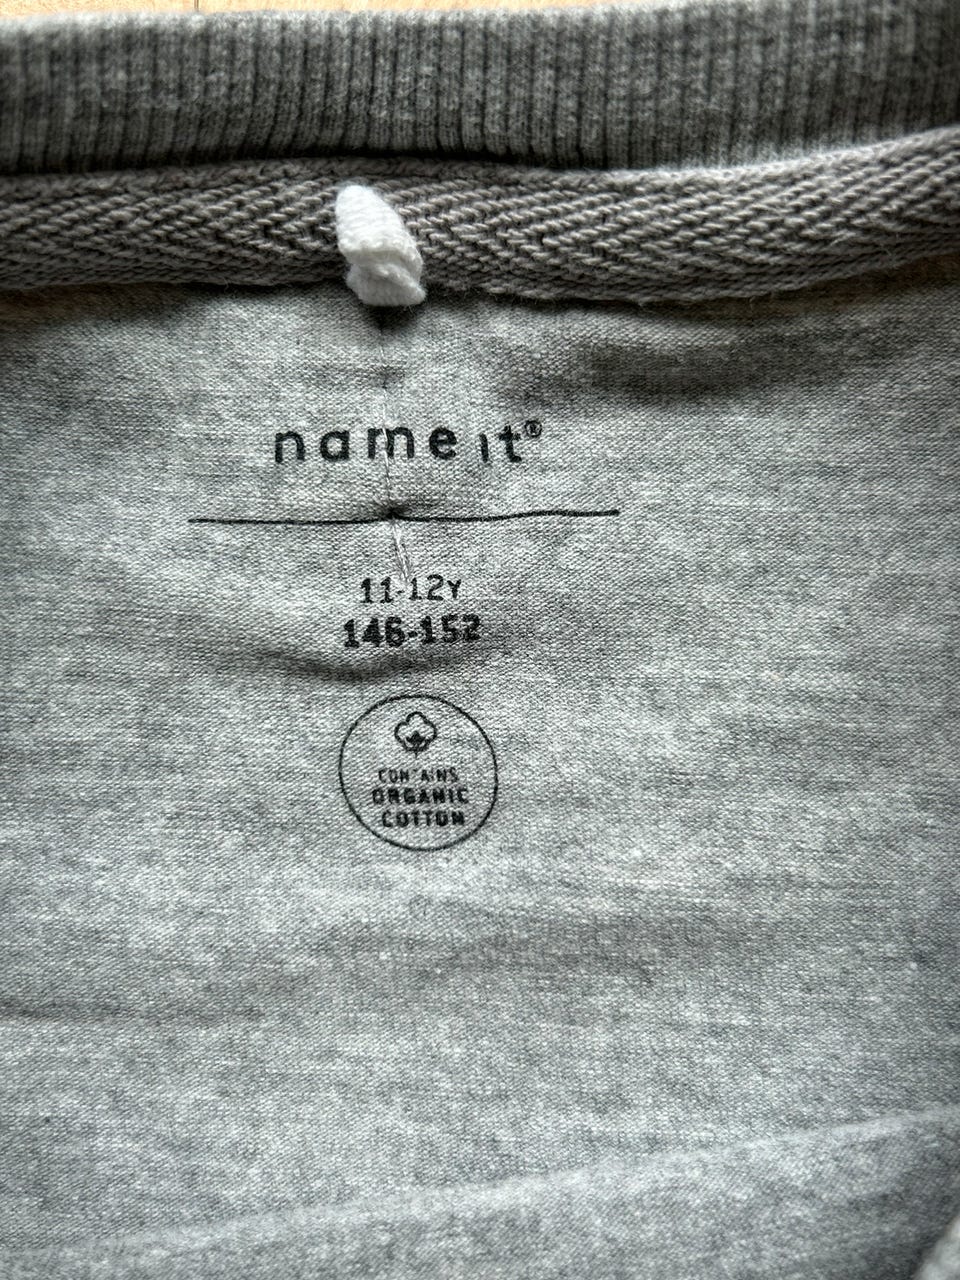 name it®
11-12Y
146-152
CONTAINS
ORGANIC
COTTON